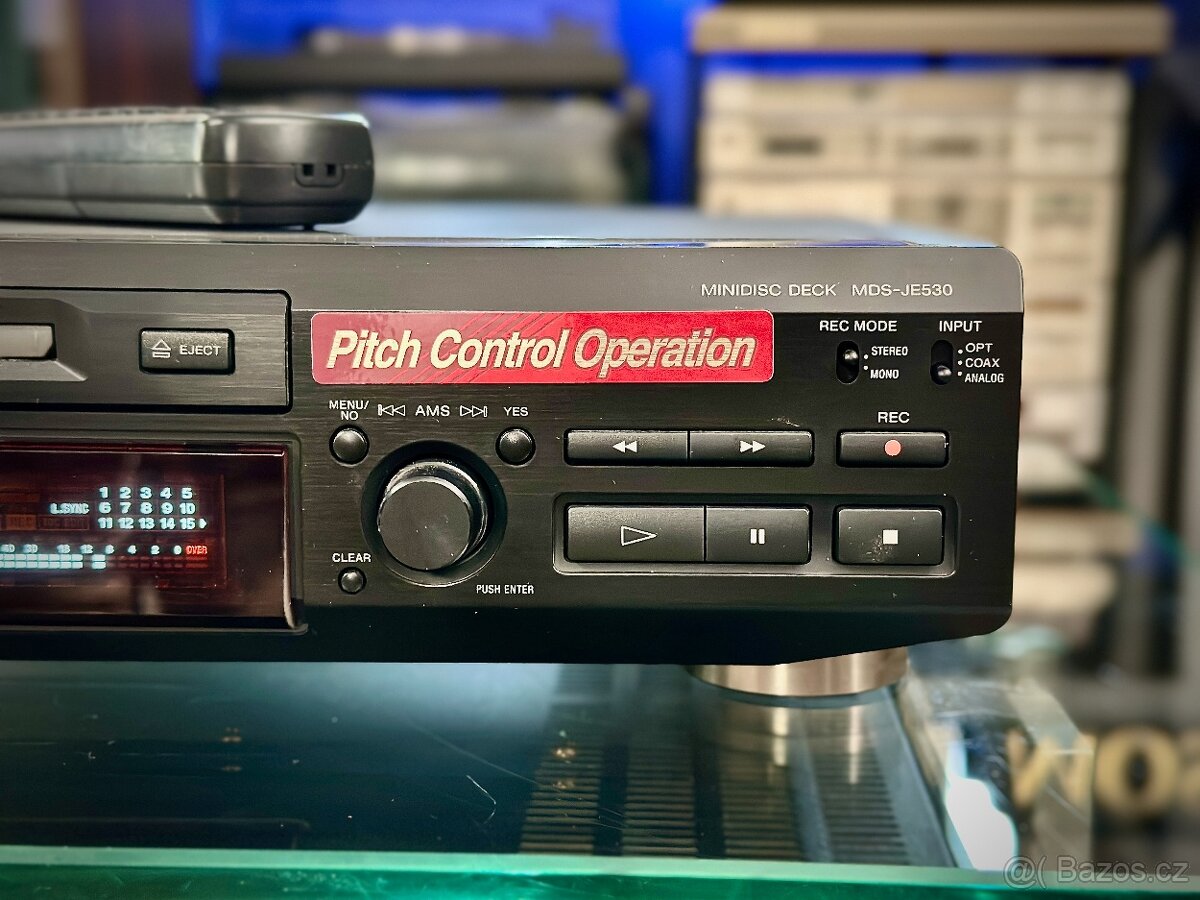 MINIDISC DECK MDS-JE530
Pitch Control Operation
REC MODE
STEREO
MONO
INPUT
OPT
COAX
ANALOG
EJECT
MENU/
NO
AMS
YES
REC
CLEAR
PUSH ENTER
1 2 3 4 5
6 7 8 9 10
11 12 13 14 15
OVER
@( Bazos.cz